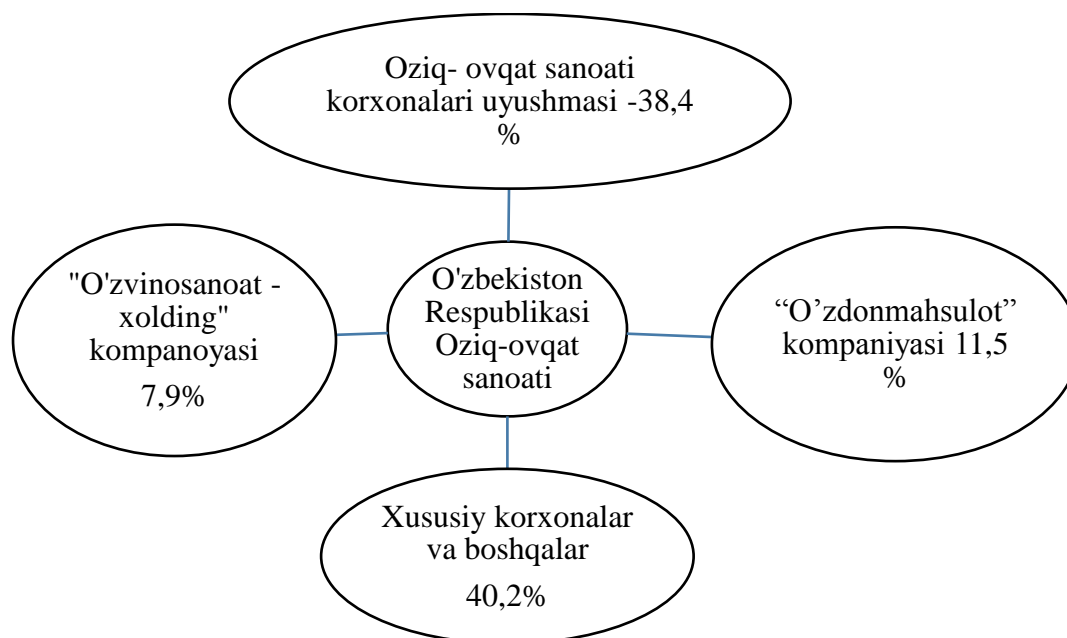 Oziq- ovqat sanoati
korxonalari uyushmasi -38,4
%
"O'zvinosanoat -
xolding"
kompanoyasi
7,9%
O'zbekiston
Respublikasi
Oziq-ovqat
sanoati
“O’zdonmahsulot”
kompaniyasi 11,5
%
Xususiy korxonalar
va boshqalar
40,2%